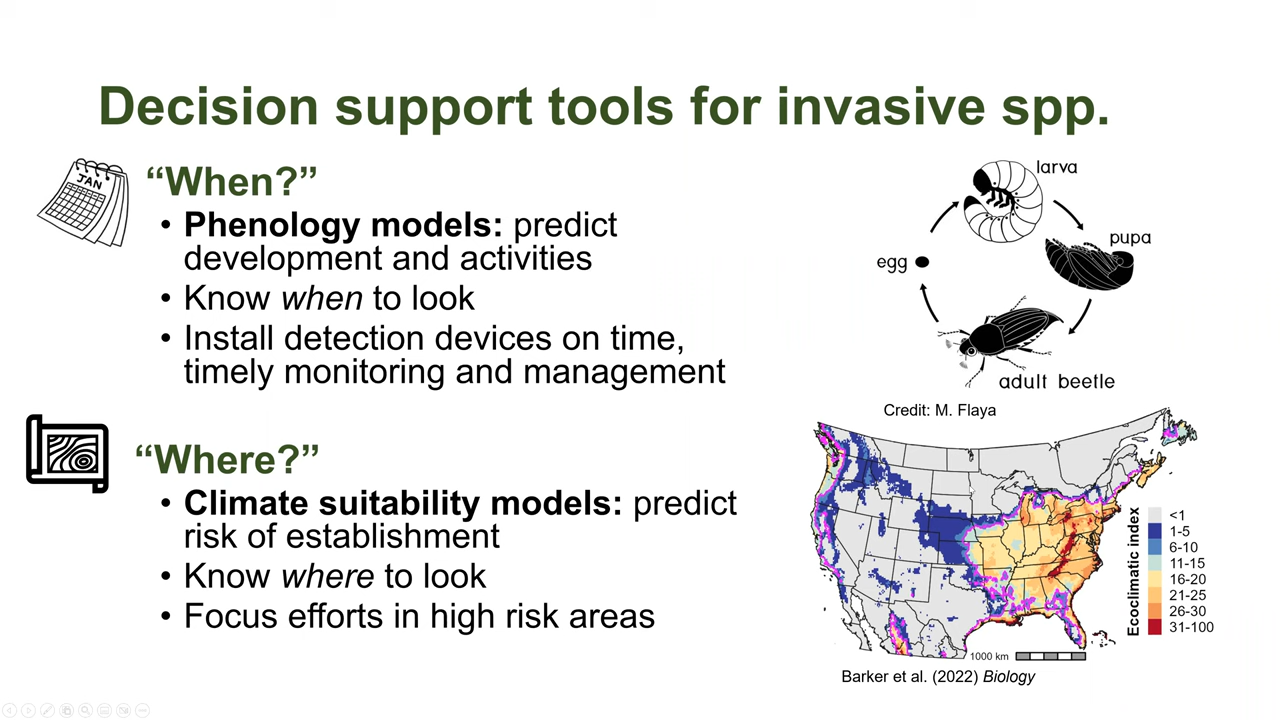 Decision support tools for invasive spp.
JAN
“When?”
• Phenology models: predict
development and activities
• Know when to look
• Install detection devices on time,
timely monitoring and management
“Where?”
• Climate suitability models: predict
risk of establishment
• Know where to look
• Focus efforts in high risk areas
larva
pupa
egg
adult beetle
Credit: M. Flaya
Ecoclimatic index
<1
1-5
6-10
11-15
16-20
21-25
26-30
31-100
1000 km
Barker et al. (2022) Biology